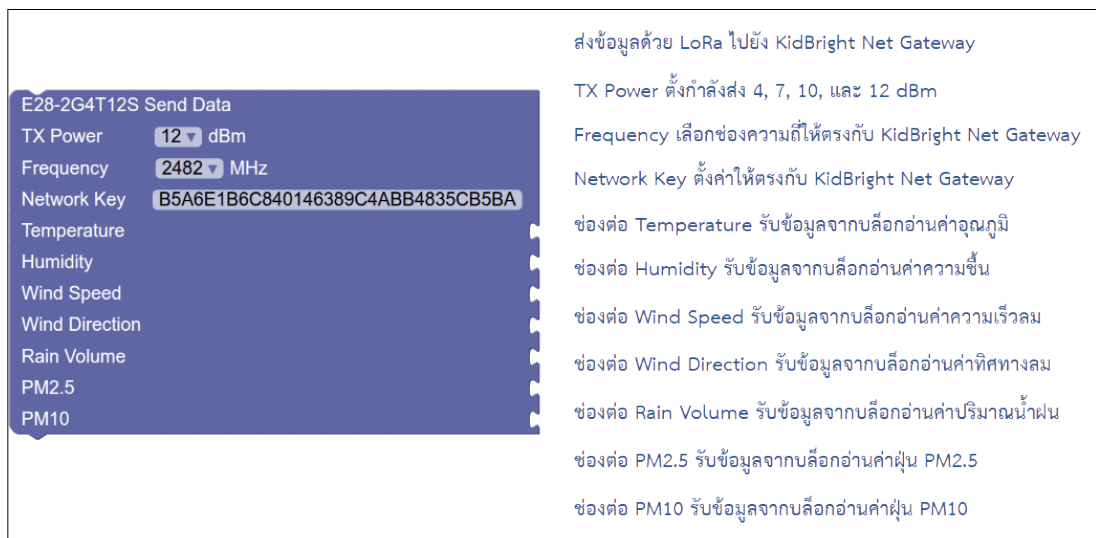 E28-2G4T12S Send Data
TX Power 12 dBm
Frequency 2482 MHz
Network Key B5A6E1B6C840146389C4ABB4835CB5BA
Temperature
Humidity
Wind Speed
Wind Direction
Rain Volume
PM2.5
PM10
ส่งข้อมูลด้วย LoRa ไปยัง KidBright Net Gateway
TX Power ตั้งกำลังส่ง 4, 7, 10, และ 12 dBm
Frequency เลือกช่องความถี่ให้ตรงกับ KidBright Net Gateway
Network Key ตั้งค่าให้ตรงกับ KidBright Net Gateway
ช่องต่อ Temperature รับข้อมูลจากบล็อกอ่านค่าอุณภูมิ
ช่องต่อ Humidity รับข้อมูลจากบล็อกอ่านค่าความชื้น
ช่องต่อ Wind Speed รับข้อมูลจากบล็อกอ่านค่าความเร็วลม
ช่องต่อ Wind Direction รับข้อมูลจากบล็อกอ่านค่าทิศทางลม
ช่องต่อ Rain Volume รับข้อมูลจากบล็อกอ่านค่าปริมาณน้ำฝน
ช่องต่อ PM2.5 รับข้อมูลจากบล็อกอ่านค่าฝุ่น PM2.5
ช่องต่อ PM10 รับข้อมูลจากบล็อกอ่านค่าฝุ่น PM10